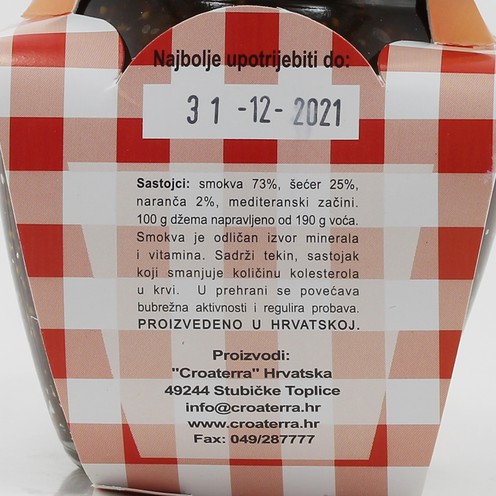 Najbolje upotrijebiti do:
31 -12- 2021
Sastojci: smokva 73%, šećer 25%,
naranča 2%, mediteranski začini.
100 g džema napravljeno od 190 g voća.
Smokva je odličan izvor minerala
i vitamina. Sadrži tekin, sastojak
koji smanjuje količinu kolesterola
u krvi. U prehrani se povećava
bubrežna aktivnosti i regulira probava.
PROIZVEDENO U HRVATSKOJ.
Proizvodi:
"Croaterra" Hrvatska
49244 Stubičke Toplice
info@croaterra.hr
www.croaterra.hr
Fax: 049/287777